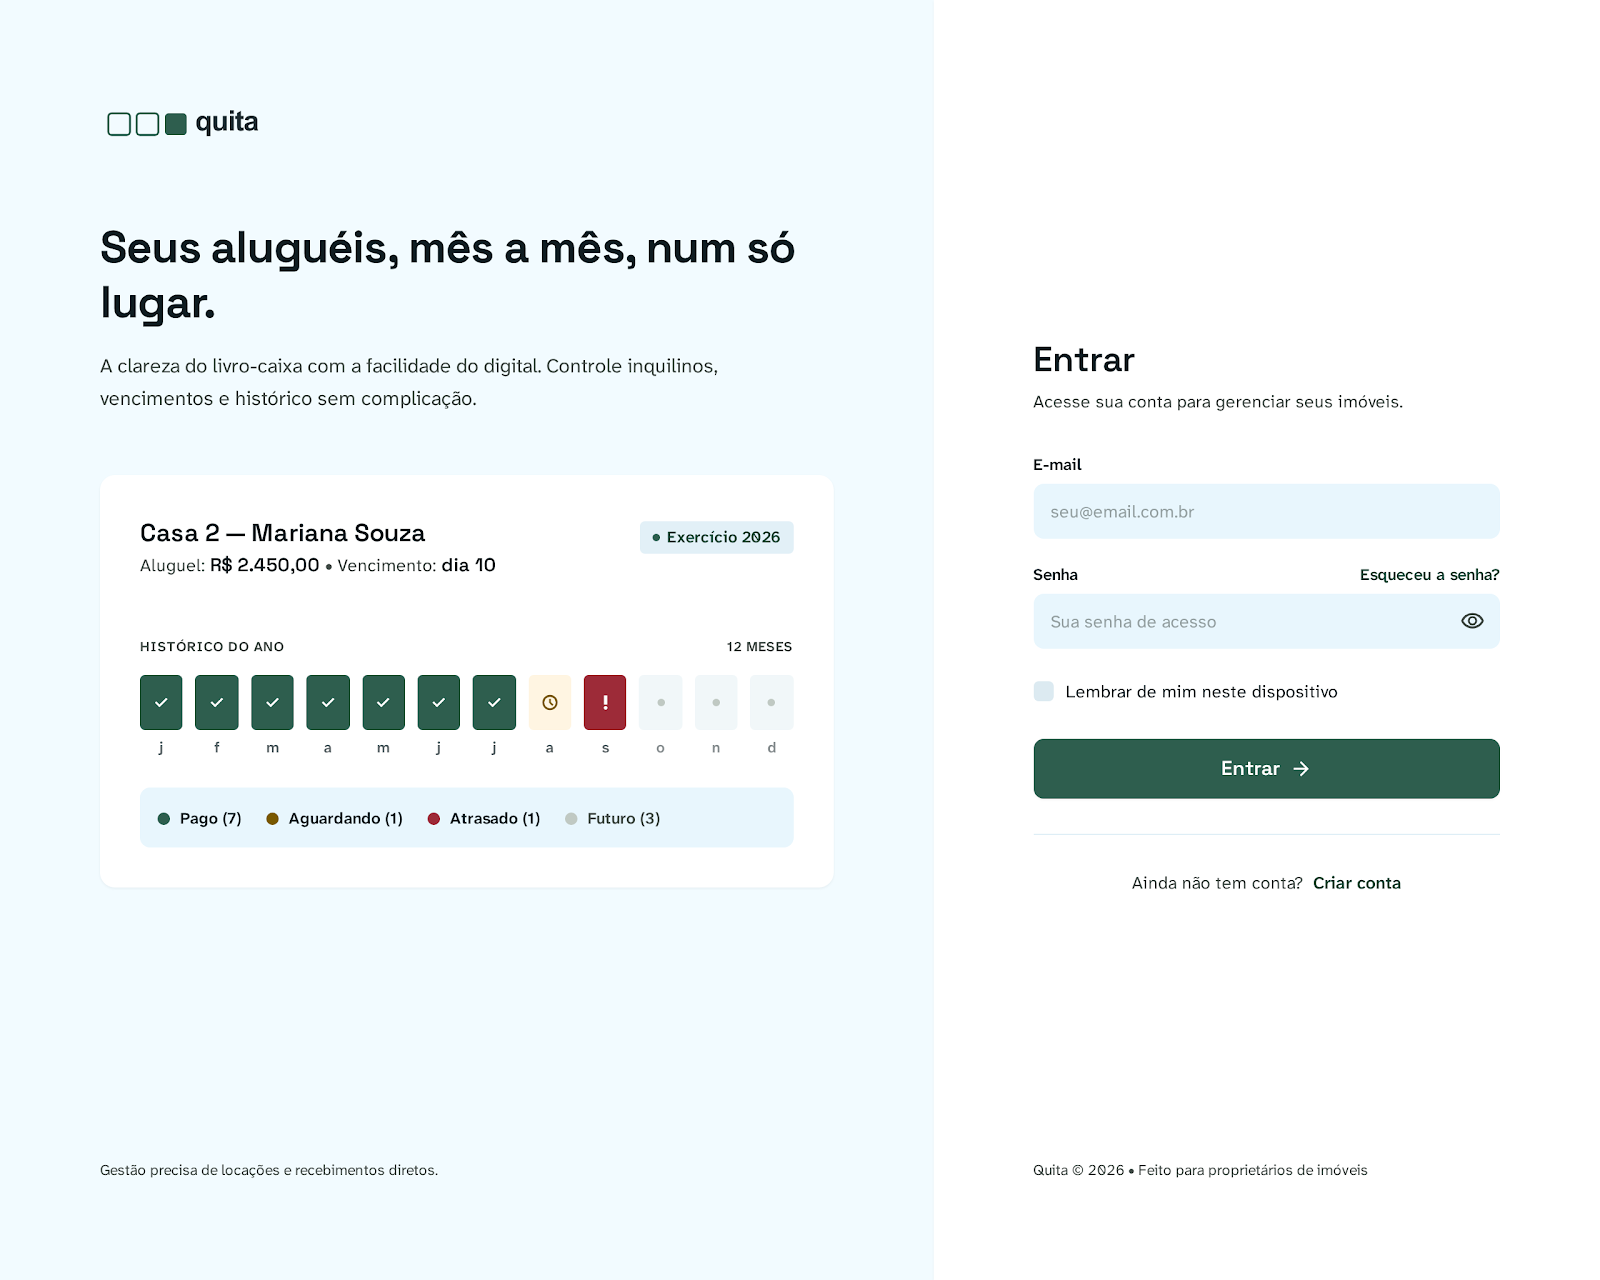 quita
Seus aluguéis, mês a mês, num só
lugar.
A clareza do livro-caixa com a facilidade do digital. Controle inquilinos,
vencimentos e histórico sem complicação.
Casa 2 — Mariana Souza
• Exercício 2026
Aluguel: R$ 2.450,00 • Vencimento: dia 10
HISTÓRICO DO ANO
12 MESES
j f m a m j j a s o n d
Pago (7) Aguardando (1) Atrasado (1) Futuro (3)
Gestão precisa de locações e recebimentos diretos.
Entrar
Acesse sua conta para gerenciar seus imóveis.
E-mail
seu@email.com.br
Senha
Esqueceu a senha?
Sua senha de acesso
Lembrar de mim neste dispositivo
Entrar →
Ainda não tem conta? Criar conta
Quita © 2026 • Feito para proprietários de imóveis